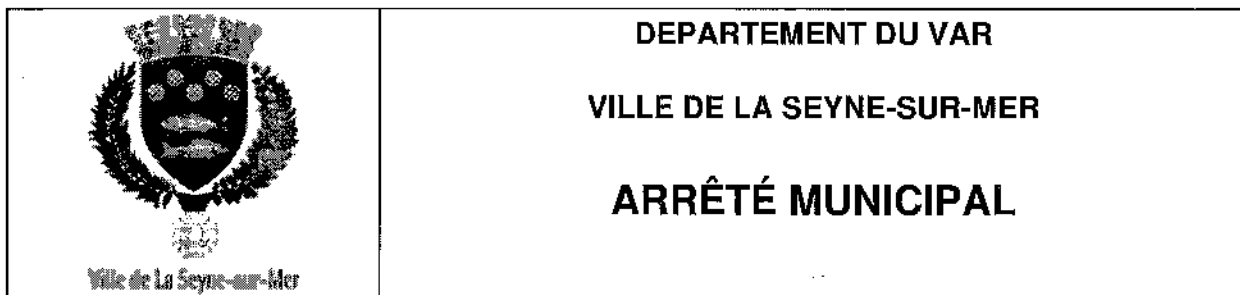 DEPARTEMENT DU VAR
VILLE DE LA SEYNE-SUR-MER
ARRÊTÉ MUNICIPAL
Ville de La Seyne-sur-Mer